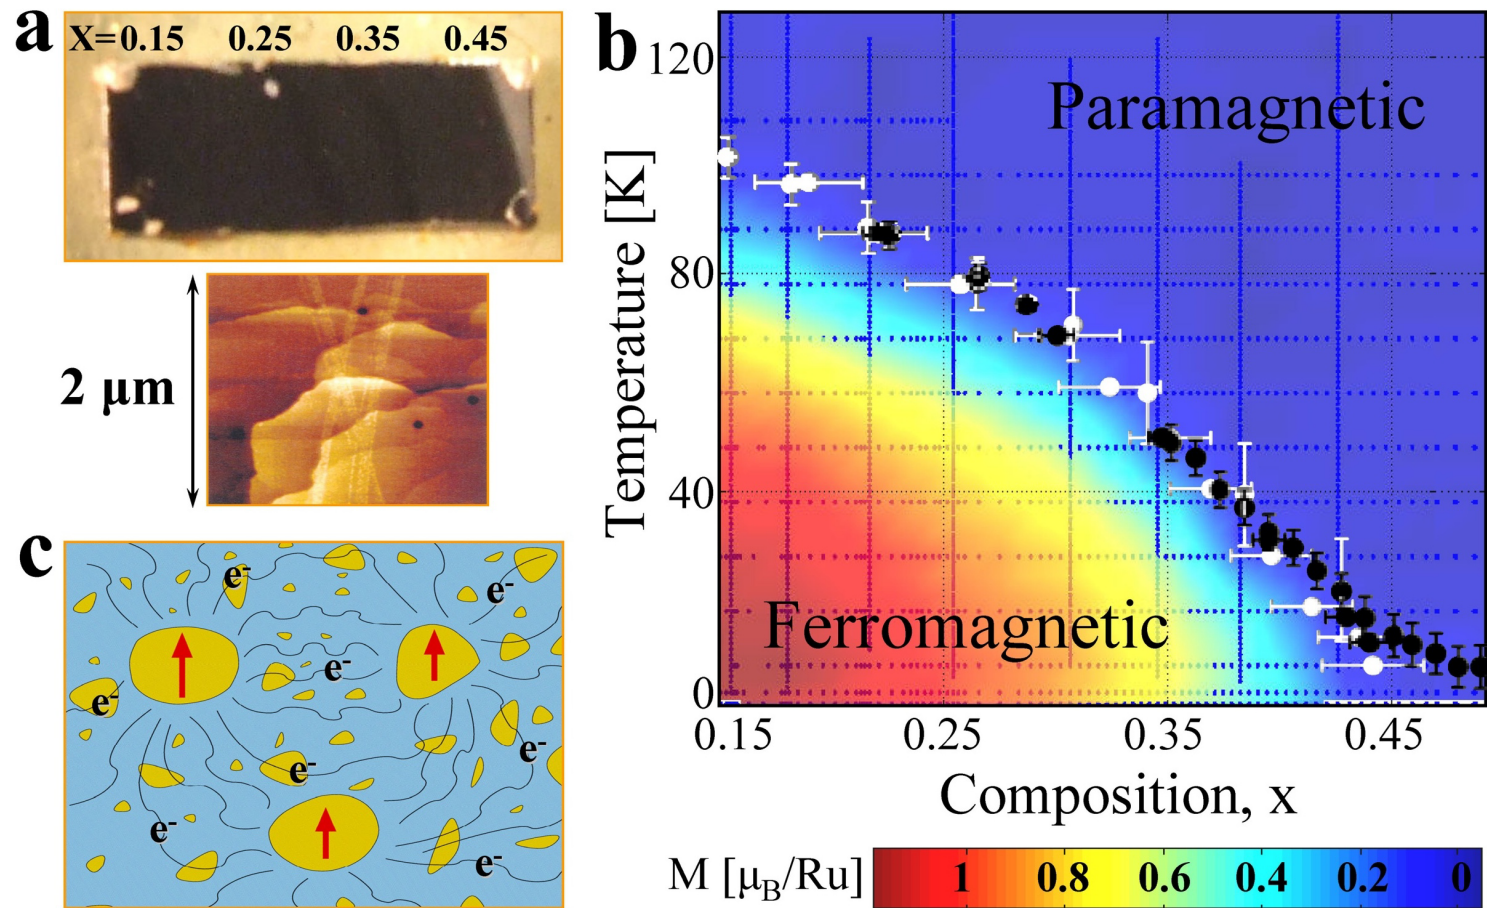 a
X= 0.15 0.25 0.35 0.45
2 µm
c
e-
e-
e-
e-
e-
e-
e-
e-
b
120
80
40
0
Temperature [K]
Paramagnetic
Ferromagnetic
0.15 0.25 0.35 0.45
Composition, x
M [μB/Ru] 1 0.8 0.6 0.4 0.2 0